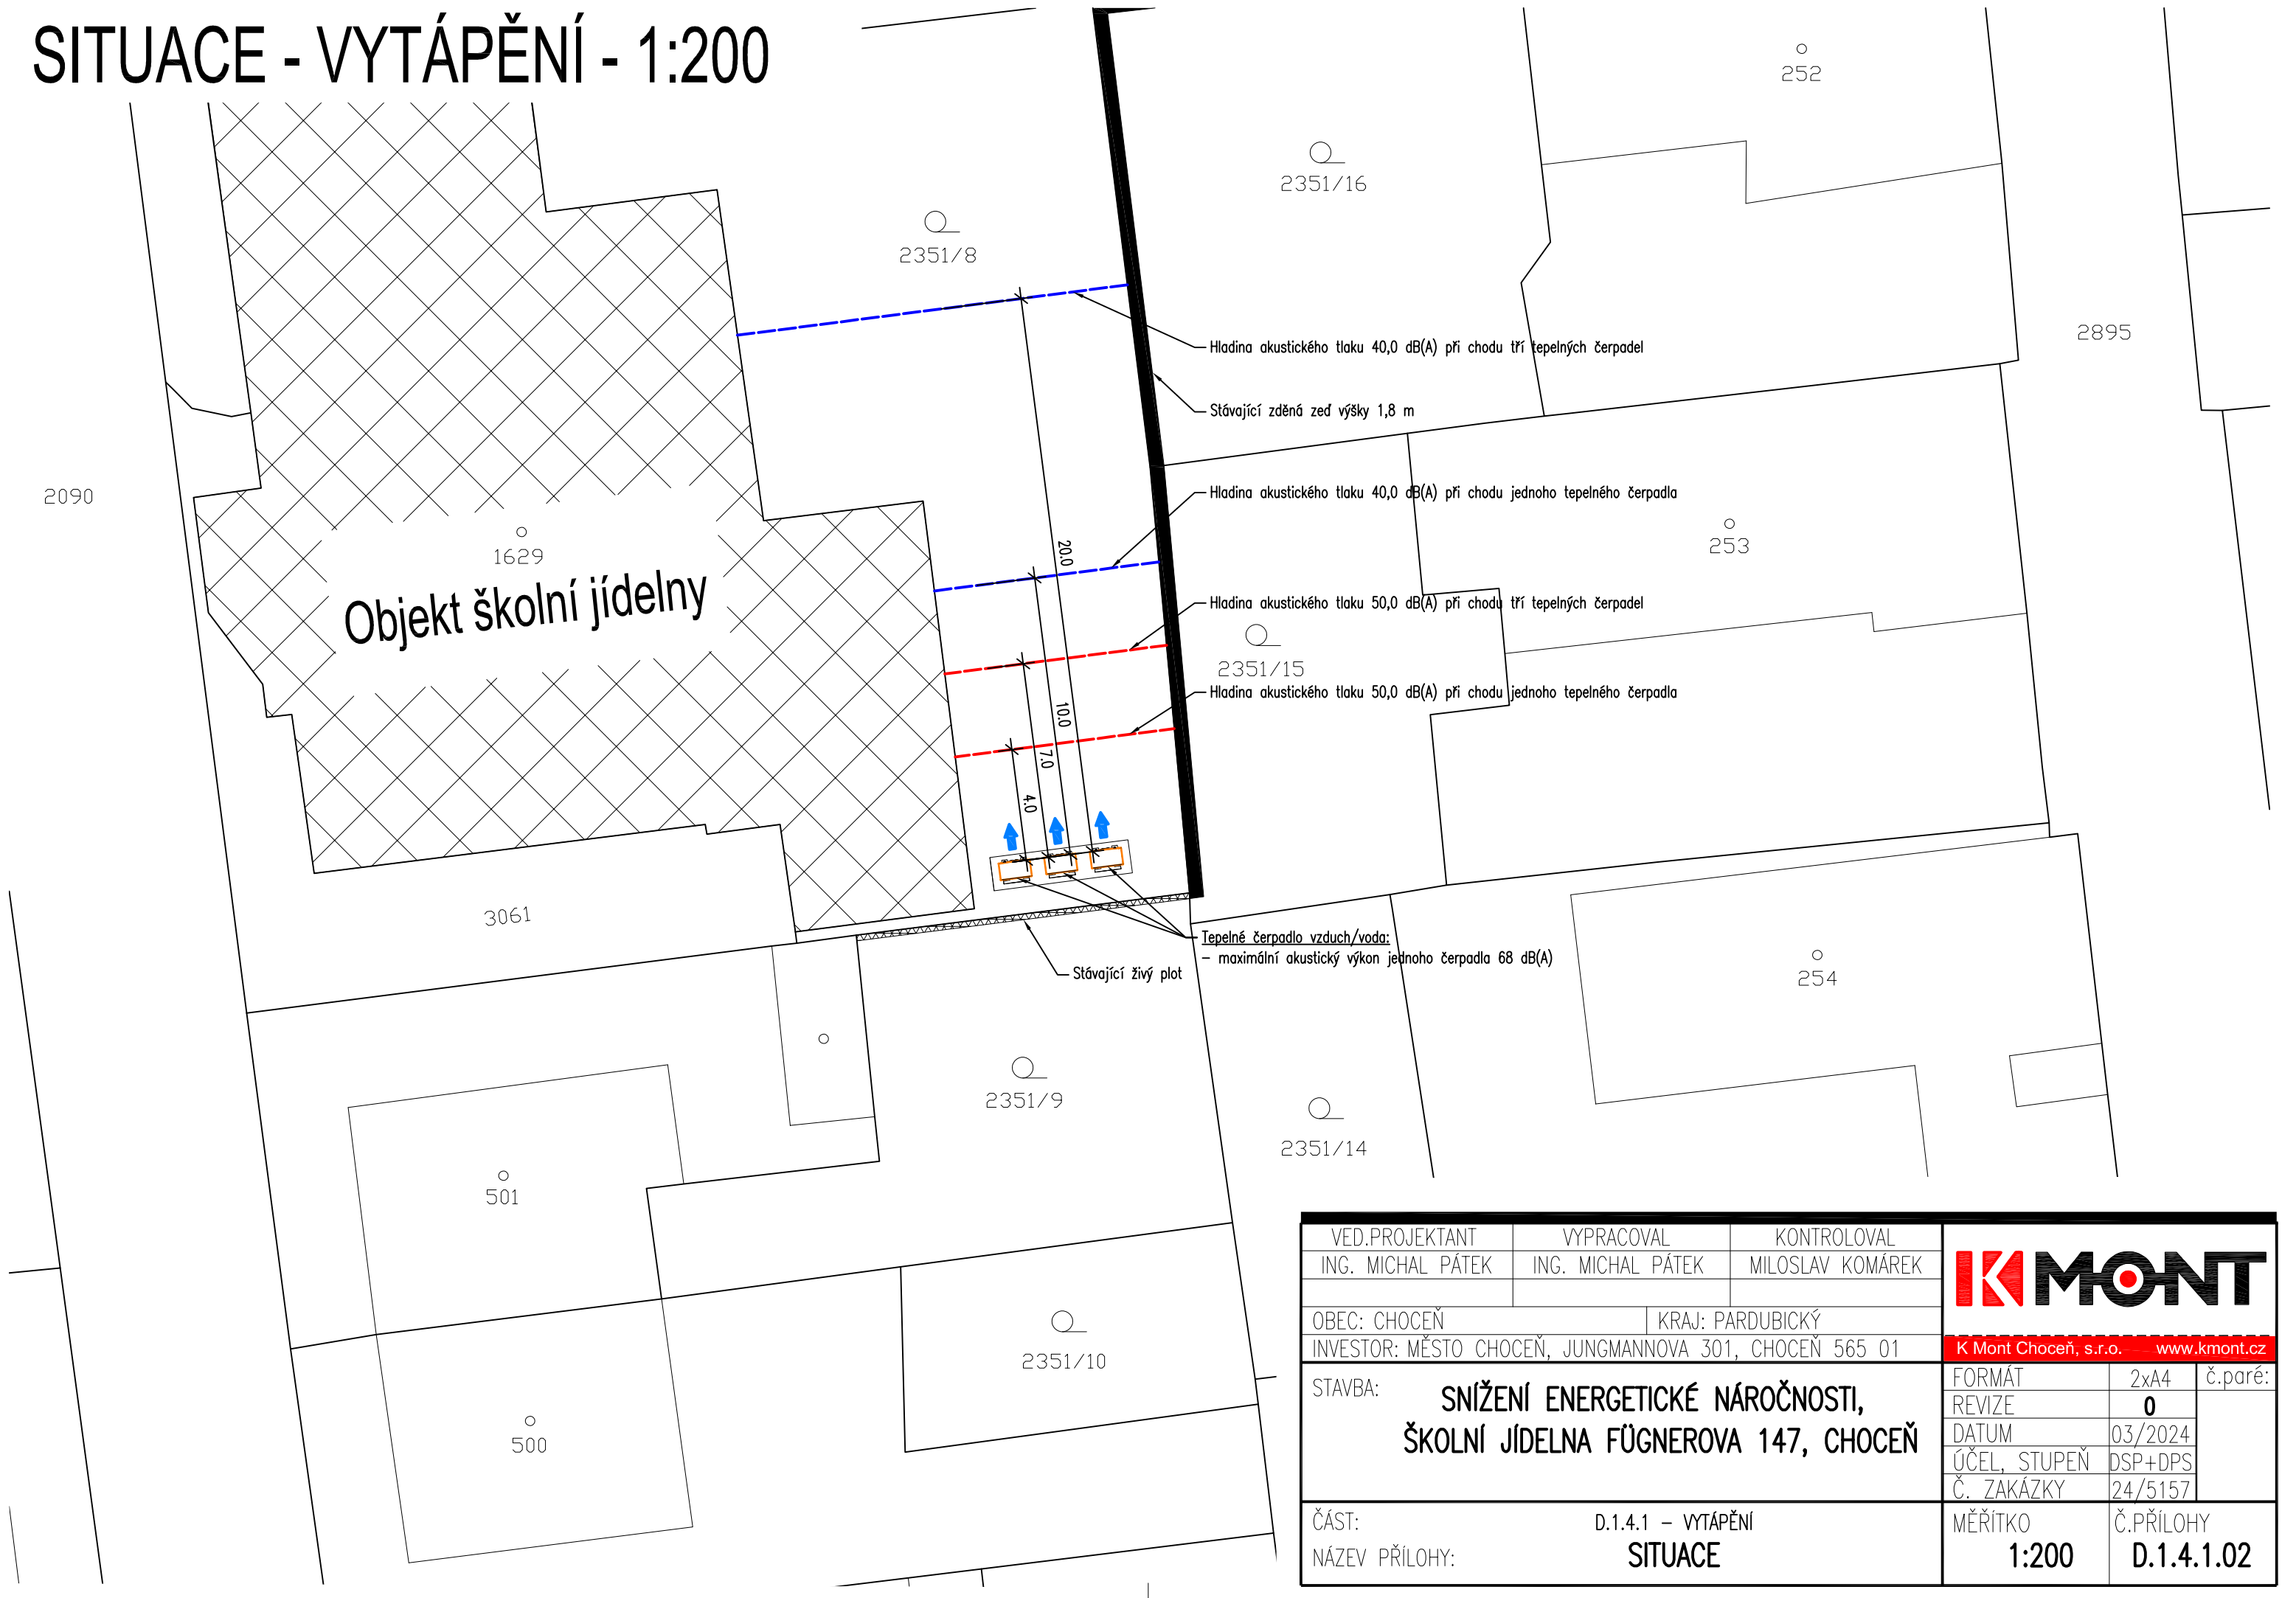 SITUACE - VYTÁPĚNÍ - 1:200
252
2351/16
2351/8
2895
Hladina akustického tlaku 40,0 dB(A) při chodu tří tepelných čerpadel
Stávající zděná zeď výšky 1,8 m
2090
Hladina akustického tlaku 40,0 dB(A) při chodu jednoho tepelného čerpadla
253
1629
Objekt školní jídelny
20.0
Hladina akustického tlaku 50,0 dB(A) při chodu tří tepelných čerpadel
2351/15
Hladina akustického tlaku 50,0 dB(A) při chodu jednoho tepelného čerpadla
10.0
7.0
4.0
3061
Tepelné čerpadlo vzduch/voda:
– maximální akustický výkon jednoho čerpadla 68 dB(A)
Stávající živý plot
254
2351/9
2351/14
501
2351/10
500
VED.PROJEKTANT VYPRACOVAL KONTROLOVAL
ING. MICHAL PÁTEK ING. MICHAL PÁTEK MILOSLAV KOMÁREK
K MONT
OBEC: CHOCEŇ KRAJ: PARDUBICKÝ
INVESTOR: MĚSTO CHOCEŇ, JUNGMANNOVA 301, CHOCEŇ 565 01
K Mont Choceň, s.r.o. www.kmont.cz
STAVBA:
SNÍŽENÍ ENERGETICKÉ NÁROČNOSTI,
ŠKOLNÍ JÍDELNA FÜGNEROVA 147, CHOCEŇ
FORMÁT 2xA4 č.paré:
REVIZE 0
DATUM 03/2024
ÚČEL, STUPEŇ DSP+DPS
Č. ZAKÁZKY 24/5157
ČÁST: D.1.4.1 – VYTÁPĚNÍ
NÁZEV PŘÍLOHY: SITUACE
MĚŘÍTKO Č.PŘÍLOHY
1:200 D.1.4.1.02